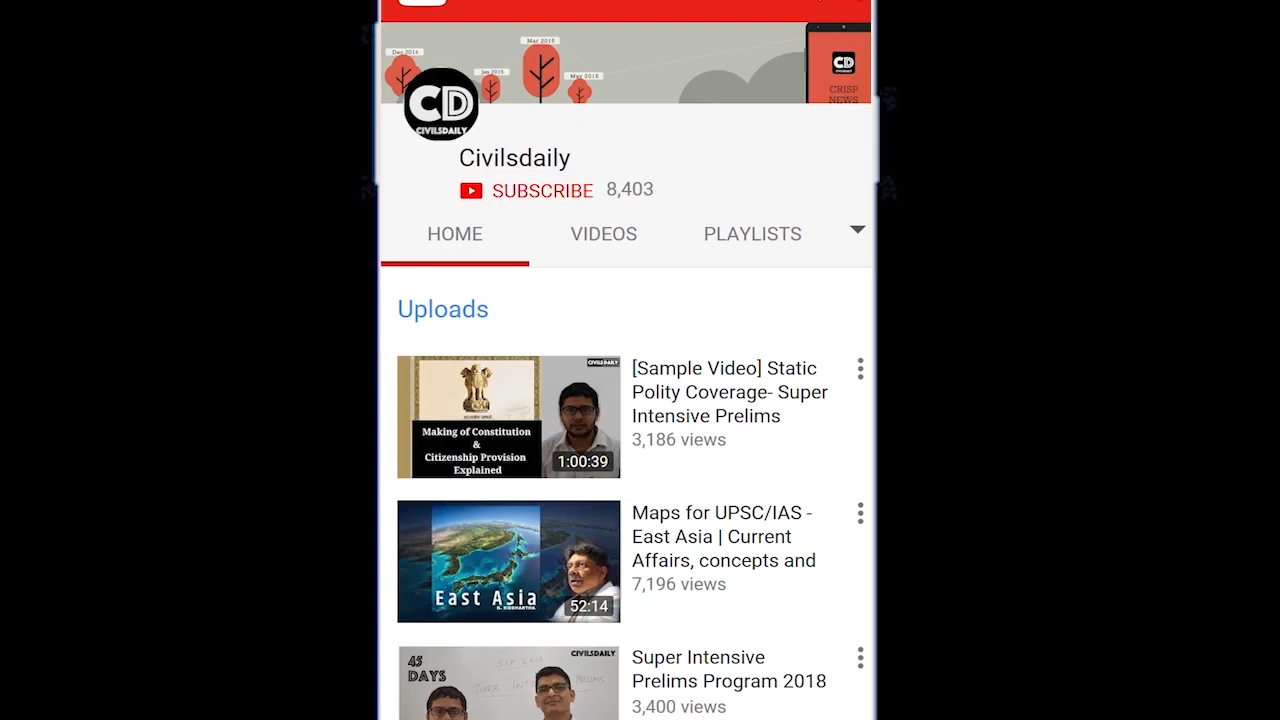 Dec 2014
Jan 2015
Mar 2015
May 2015
CD
CRISP
NEWS
CD
CIVILSDAILY
Civilsdaily
SUBSCRIBE 8,403
HOME VIDEOS PLAYLISTS
Uploads
CIVILSDAILY
Making of Constitution
&
Citizenship Provision
Explained
1:00:39
[Sample Video] Static
Polity Coverage- Super
Intensive Prelims
3,186 views
East Asia
K. SIDDHARTHA
52:14
Maps for UPSC/IAS -
East Asia | Current
Affairs, concepts and
7,196 views
45
DAYS
CIVILSDAILY
SUPER
PRELIMS
Super Intensive
Prelims Program 2018
3,400 views